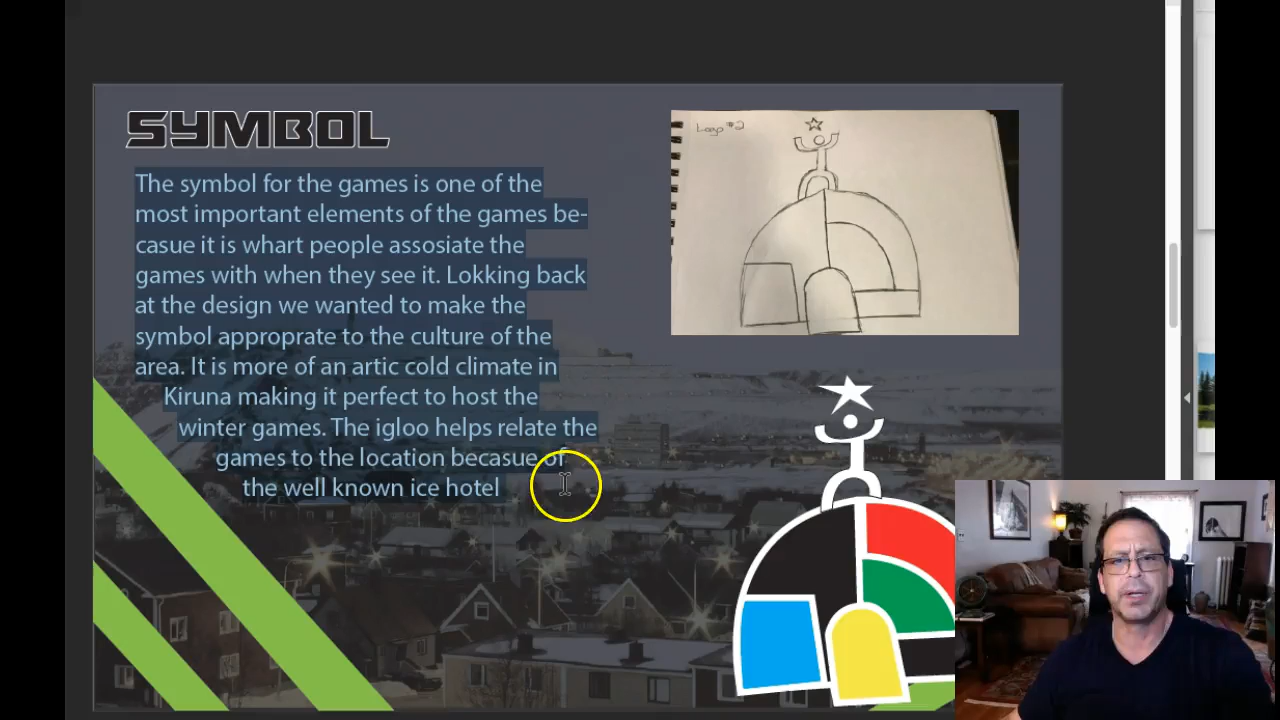 SYMBOL
Logo #2
The symbol for the games is one of the
most important elements of the games be-
casue it is whart people assosiate the
games with when they see it. Lokking back
at the design we wanted to make the
symbol approprate to the culture of the
area. It is more of an artic cold climate in
Kiruna making it perfect to host the
winter games. The igloo helps relate the
games to the location becasue of
the well known ice hotel